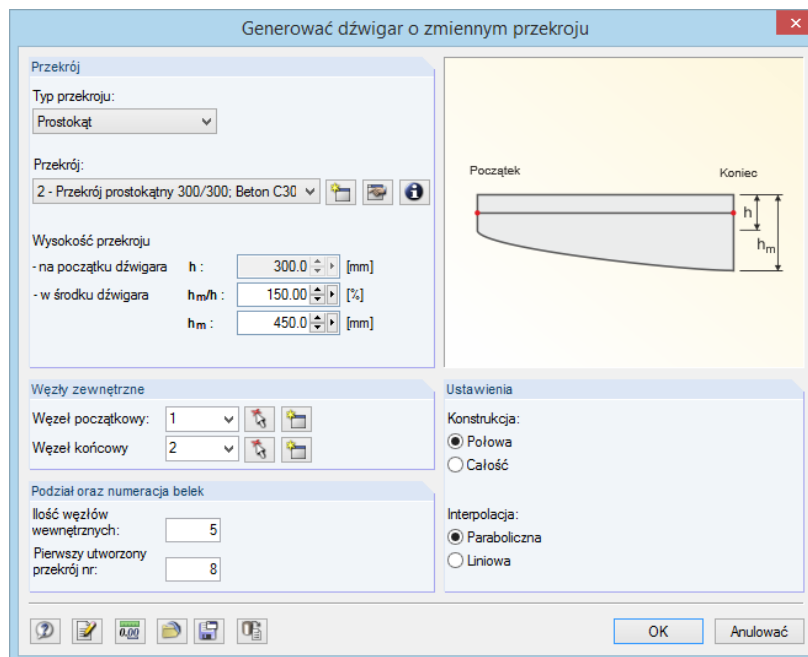 Generować dźwigar o zmiennym przekroju
Przekrój
Typ przekroju:
Prostokąt
Przekrój:
2 - Przekrój prostokątny 300/300; Beton C30
Wysokość przekroju
- na początku dźwigara h : 300.0 [mm]
- w środku dźwigara hm/h : 150.00 [%]
hm : 450.0 [mm]
Początek
Koniec
h
hm
Węzły zewnętrzne
Węzeł początkowy: 1
Węzeł końcowy 2
Podział oraz numeracja belek
Ilość węzłów
wewnętrznych: 5
Pierwszy utworzony
przekrój nr: 8
Ustawienia
Konstrukcja:
Połowa
Całość
Interpolacja:
Paraboliczna
Liniowa
0.00
OK
Anulować